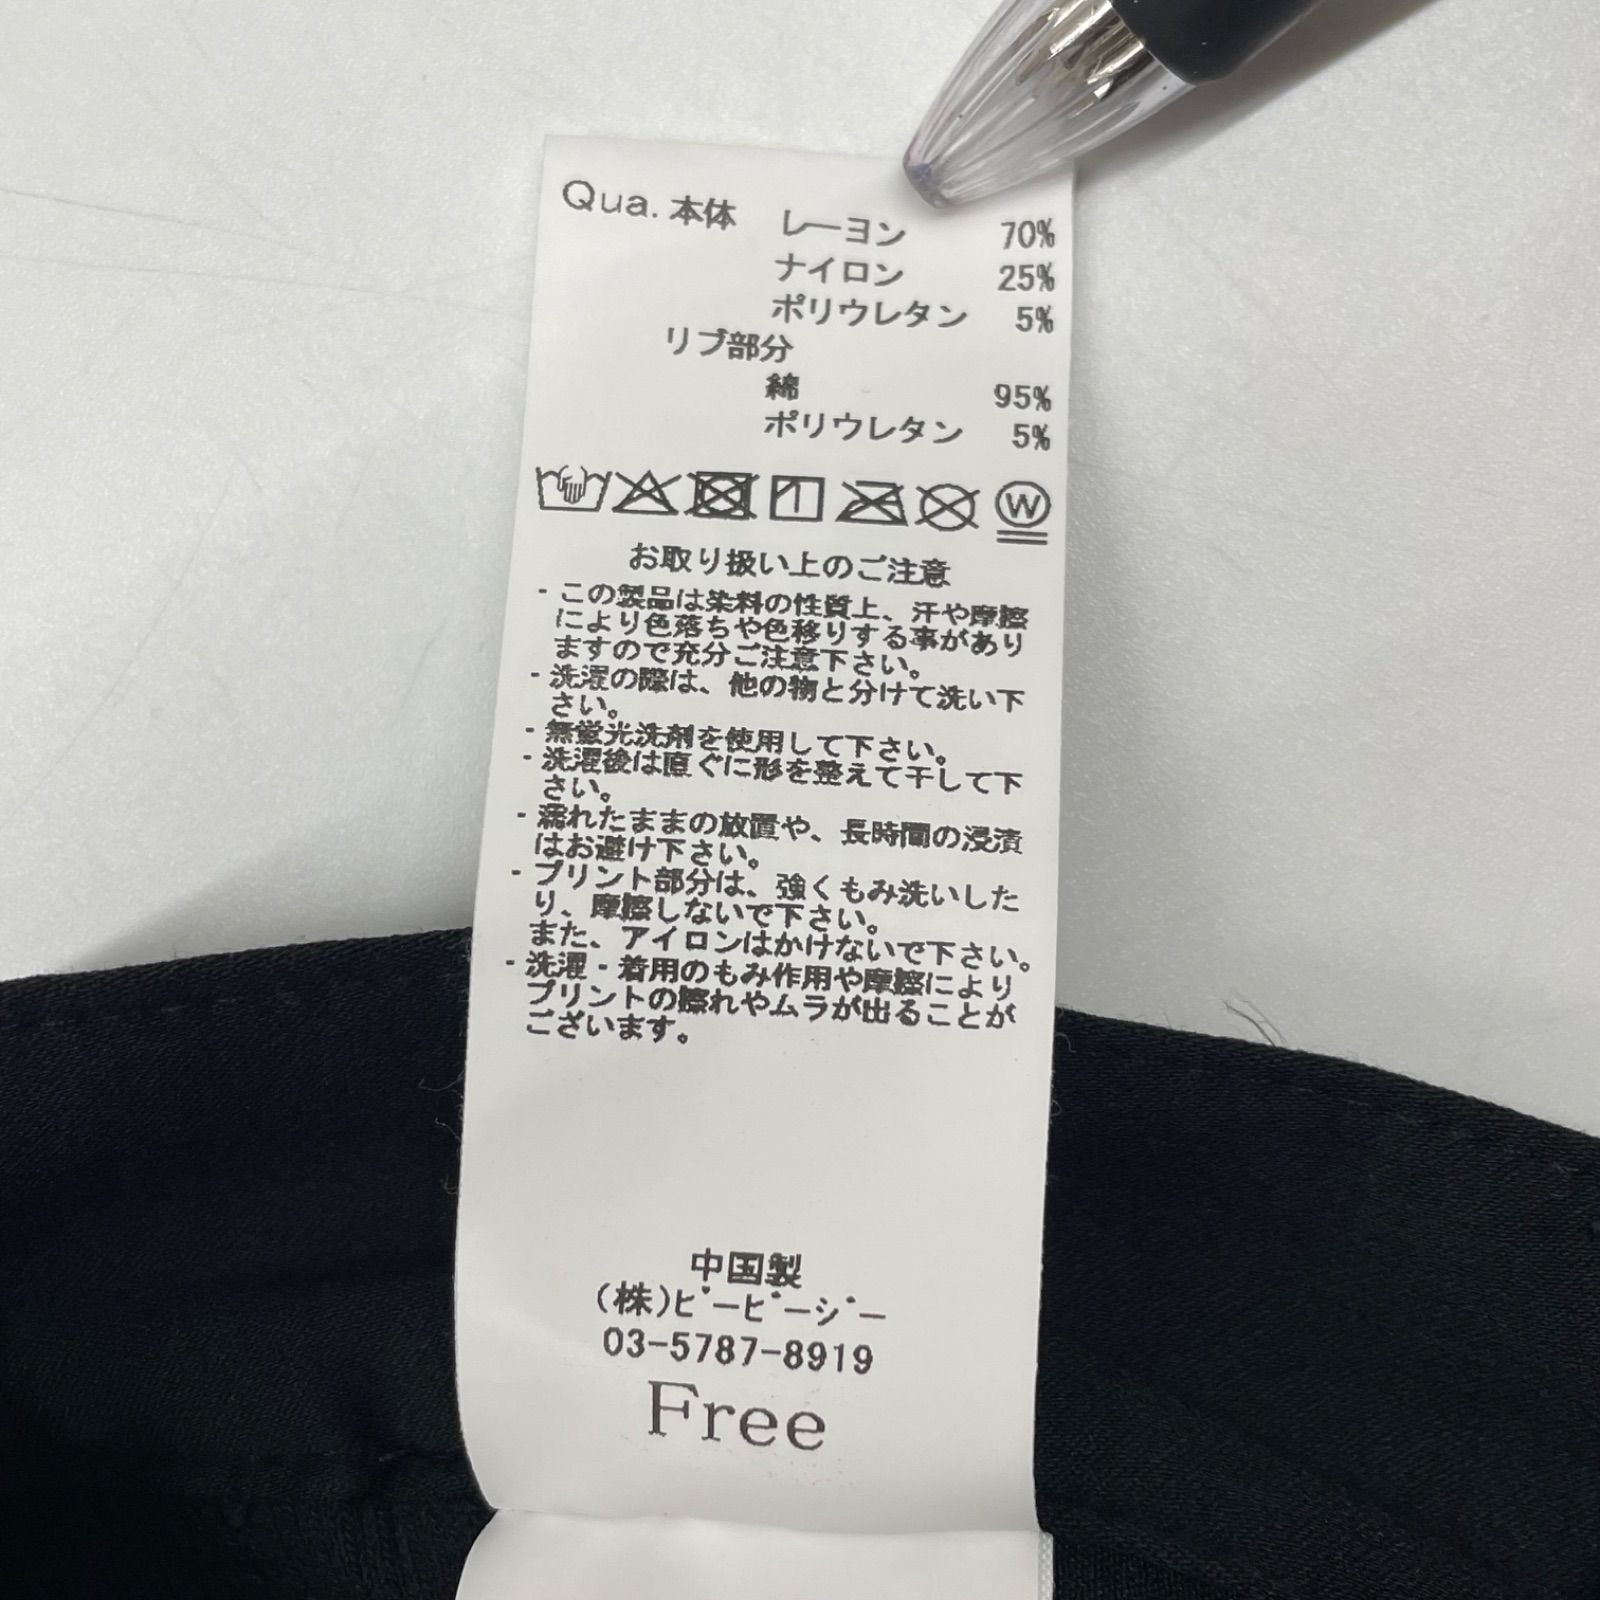 Qua. 本体 レーヨン 70%
ナイロン 25%
ポリウレタン 5%
リブ部分
綿 95%
ポリウレタン 5%
W
お取り扱い上のご注意
- この製品は染料の性質上、汗や摩擦
により色落ちや色移りする事があり
ますので充分ご注意下さい。
- 洗濯の際は、他の物と分けて洗い下
さい。
- 無蛍光洗剤を使用して下さい。
- 洗濯後は直ぐに形を整えて干して下
さい。
- 濡れたままの放置や、長時間の浸漬
はお避け下さい。
- プリント部分は、強くもみ洗いした
り、摩擦しないで下さい。
また、アイロンはかけないで下さい。
- 洗濯・着用のもみ作用や摩擦により
プリントの擦れやムラが出ることが
ございます。
中国製
(株)ﾋﾟｰﾋﾟｰｼﾞｰ
03-5787-8919
Free